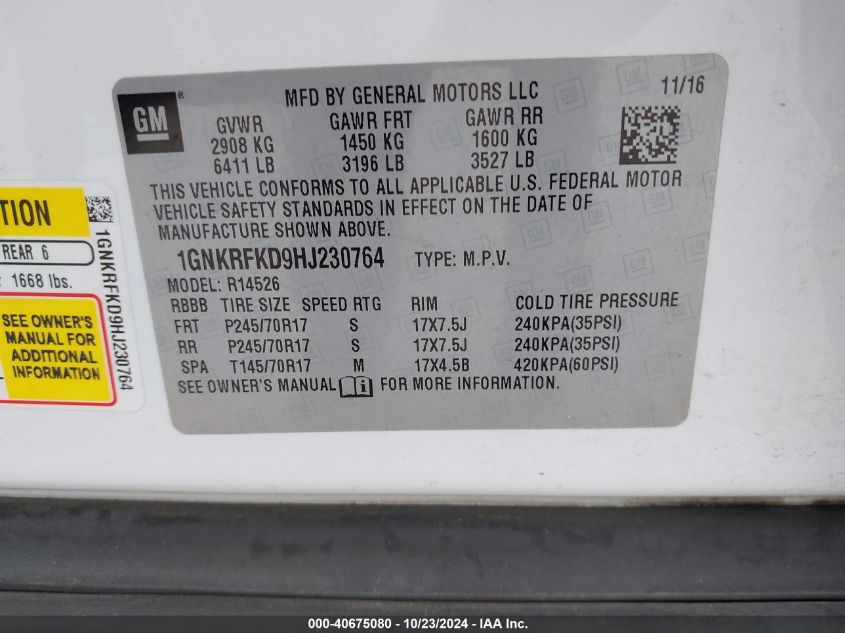 GM
MFD BY GENERAL MOTORS LLC
11/16
GVWR GAWR FRT GAWR RR
2908 KG 1450 KG 1600 KG
6411 LB 3196 LB 3527 LB
THIS VEHICLE CONFORMS TO ALL APPLICABLE U.S. FEDERAL MOTOR
VEHICLE SAFETY STANDARDS IN EFFECT ON THE DATE OF
MANUFACTURE SHOWN ABOVE.
1GNKRFKD9HJ230764 TYPE: M.P.V.
MODEL: R14526
RBBB TIRE SIZE SPEED RTG RIM COLD TIRE PRESSURE
FRT P245/70R17 S 17X7.5J 240KPA(35PSI)
RR P245/70R17 S 17X7.5J 240KPA(35PSI)
SPA T145/70R17 M 17X4.5B 420KPA(60PSI)
SEE OWNER'S MANUAL FOR MORE INFORMATION.
TION
REAR 6
1668 lbs.
SEE OWNER'S
MANUAL FOR
ADDITIONAL
INFORMATION
1GNKRFKD9HJ230764
000-40675080 - 10/23/2024 - IAAI Inc.